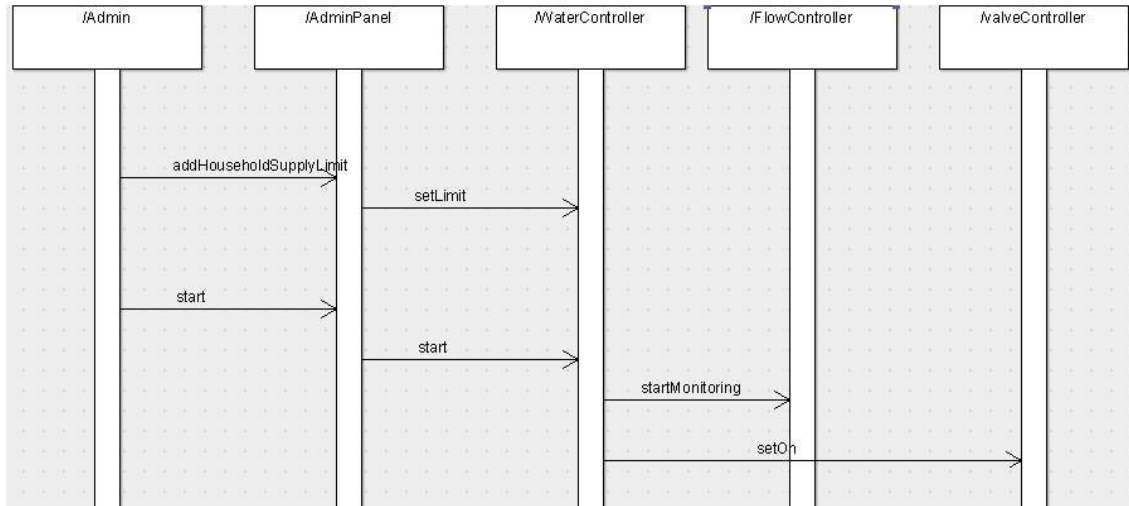 /Admin
/AdminPanel
/WaterController
/FlowController
/valveController
addHouseholdSupplyLimit
setLimit
start
start
startMonitoring
setOn